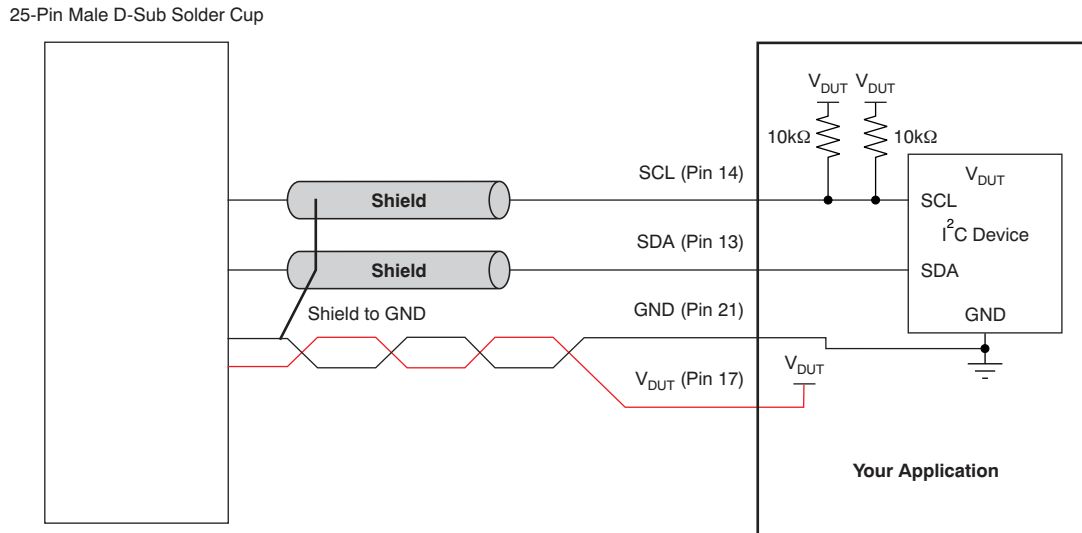 25-Pin Male D-Sub Solder Cup
VDUT VDUT
10kΩ 10kΩ
SCL (Pin 14)
Shield
VDUT
SCL
I2C Device
SDA (Pin 13)
Shield
SDA
Shield to GND
GND (Pin 21)
GND
VDUT (Pin 17)
VDUT
Your Application